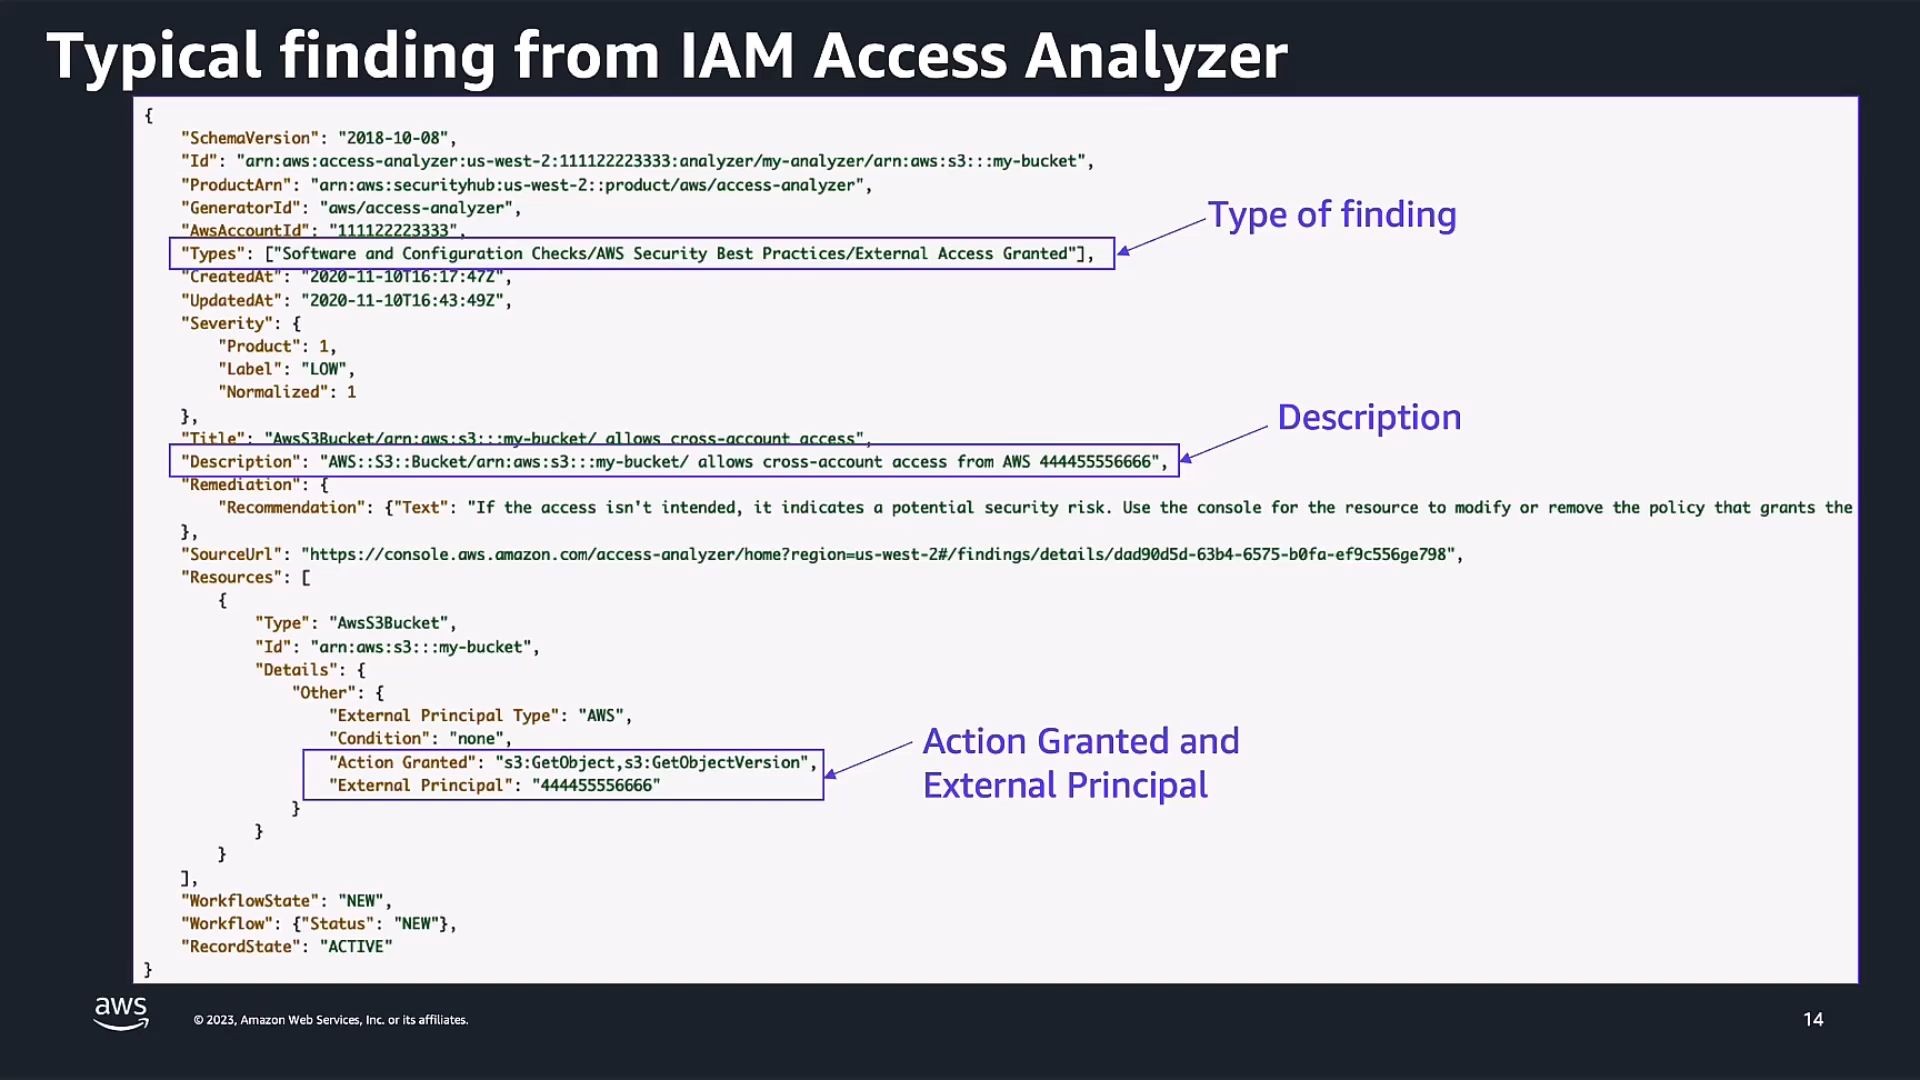 Typical finding from IAM Access Analyzer
{
"SchemaVersion": "2018-10-08",
"Id": "arn:aws:access-analyzer:us-west-2:111122223333:analyzer/my-analyzer/arn:aws:s3:::my-bucket",
"ProductArn": "arn:aws:securityhub:us-west-2::product/aws/access-analyzer",
"GeneratorId": "aws/access-analyzer",
"AwsAccountId": "111122223333",
"Types": ["Software and Configuration Checks/AWS Security Best Practices/External Access Granted"],
Type of finding
"CreatedAt": "2020-11-10T16:17:47Z",
"UpdatedAt": "2020-11-10T16:43:49Z",
"Severity": {
"Product": 1,
"Label": "LOW",
"Normalized": 1
},
"Title": "AwsS3Bucket/arn:aws:s3:::my-bucket/ allows cross-account access",
"Description": "AWS::S3::Bucket/arn:aws:s3:::my-bucket/ allows cross-account access from AWS 444455556666",
Description
"Remediation": {
"Recommendation": {"Text": "If the access isn't intended, it indicates a potential security risk. Use the console for the resource to modify or remove the policy that grants the
},
"SourceUrl": "https://console.aws.amazon.com/access-analyzer/home?region=us-west-2#/findings/details/dad90d5d-63b4-6575-b0fa-ef9c556ge798",
"Resources": [
{
"Type": "AwsS3Bucket",
"Id": "arn:aws:s3:::my-bucket",
"Details": {
"Other": {
"External Principal Type": "AWS",
"Condition": "none",
"Action Granted": "s3:GetObject,s3:GetObjectVersion",
"External Principal": "444455556666"
Action Granted and
External Principal
}
}
}
],
"WorkflowState": "NEW",
"Workflow": {"Status": "NEW"},
"RecordState": "ACTIVE"
}
aws
© 2023, Amazon Web Services, Inc. or its affiliates.
14